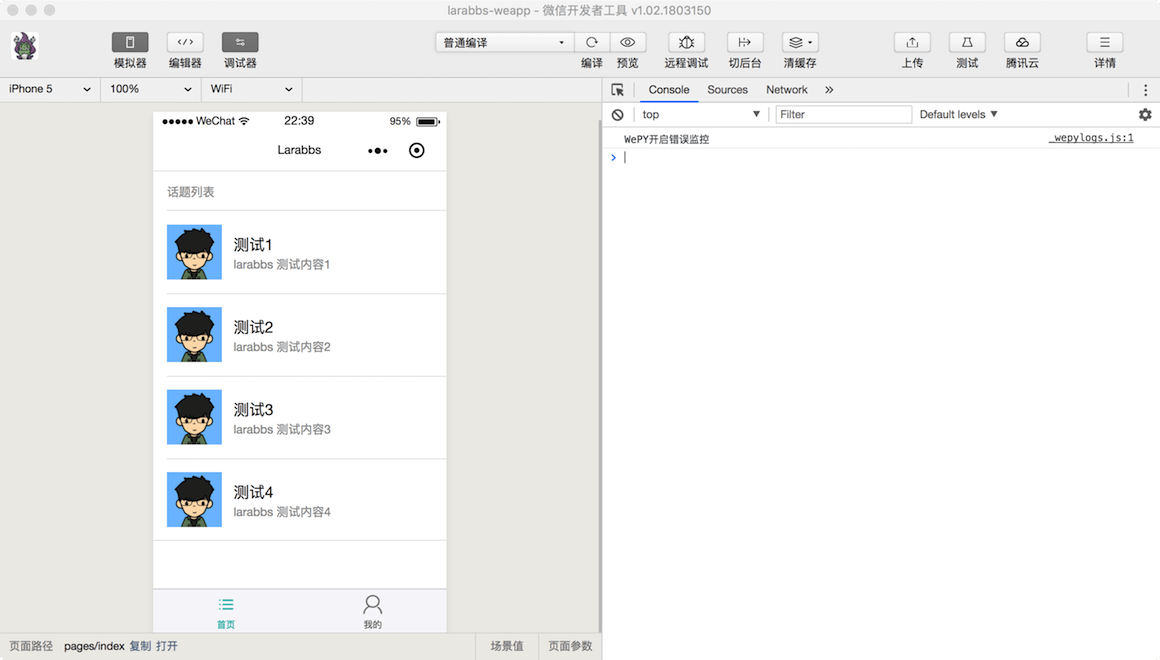 larabbs-weapp - 微信开发者工具 v1.02.1803150
模拟器 编辑器 调试器 普通编译 编译 预览 远程调试 切后台 清缓存 上传 测试 腾讯云 详情
iPhone 5 100% WiFi
WeChat 22:39 95%
Larabbs
话题列表
测试1
larabbs 测试内容1
测试2
larabbs 测试内容2
测试3
larabbs 测试内容3
测试4
larabbs 测试内容4
首页 我的
页面路径 pages/index 复制 打开 场景值 页面参数
Console Sources Network »
top Filter Default levels
WePY开启错误监控 _wepylogs.js:1
>